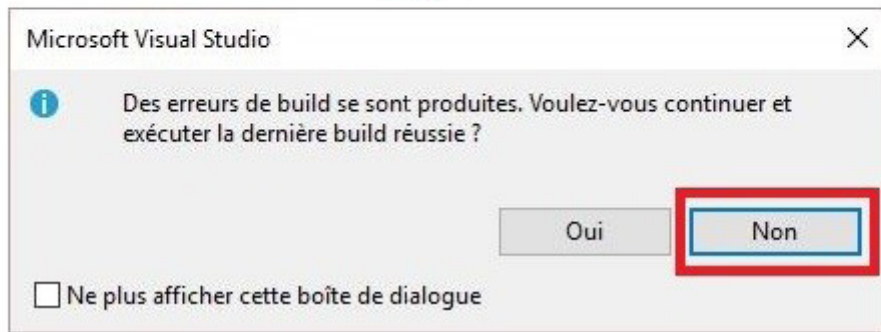 Microsoft Visual Studio
Des erreurs de build se sont produites. Voulez-vous continuer et
exécuter la dernière build réussie ?
Oui
Non
Ne plus afficher cette boîte de dialogue